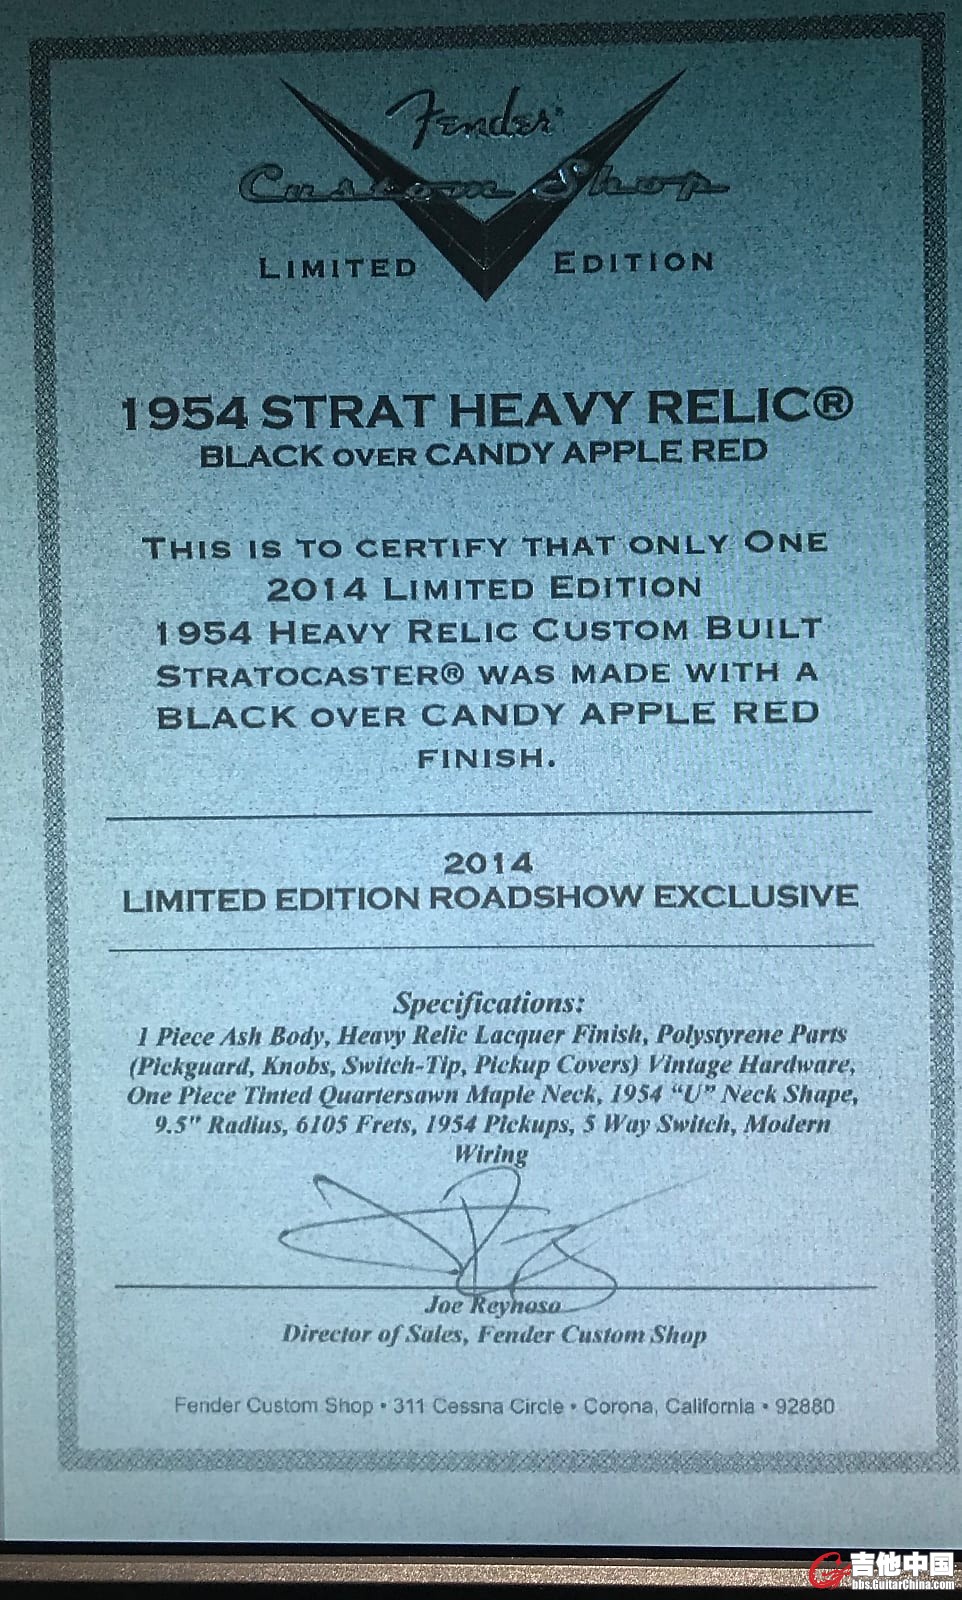 Fender®
Custom Shop
LIMITED EDITION
1954 STRAT HEAVY RELIC®
BLACK OVER CANDY APPLE RED
THIS IS TO CERTIFY THAT ONLY ONE
2014 LIMITED EDITION
1954 HEAVY RELIC CUSTOM BUILT
STRATOCASTER® WAS MADE WITH A
BLACK OVER CANDY APPLE RED
FINISH.
2014
LIMITED EDITION ROADSHOW EXCLUSIVE
Specifications:
1 Piece Ash Body, Heavy Relic Lacquer Finish, Polystyrene Parts
(Pickguard, Knobs, Switch-Tip, Pickup Covers) Vintage Hardware,
One Piece Tinted Quartersawn Maple Neck, 1954 “U” Neck Shape,
9.5" Radius, 6105 Frets, 1954 Pickups, 5 Way Switch, Modern
Wiring
Joe Reynoso
Director of Sales, Fender Custom Shop
Fender Custom Shop • 311 Cessna Circle • Corona, California • 92880
吉他中国
bbs.GuitarChina.com